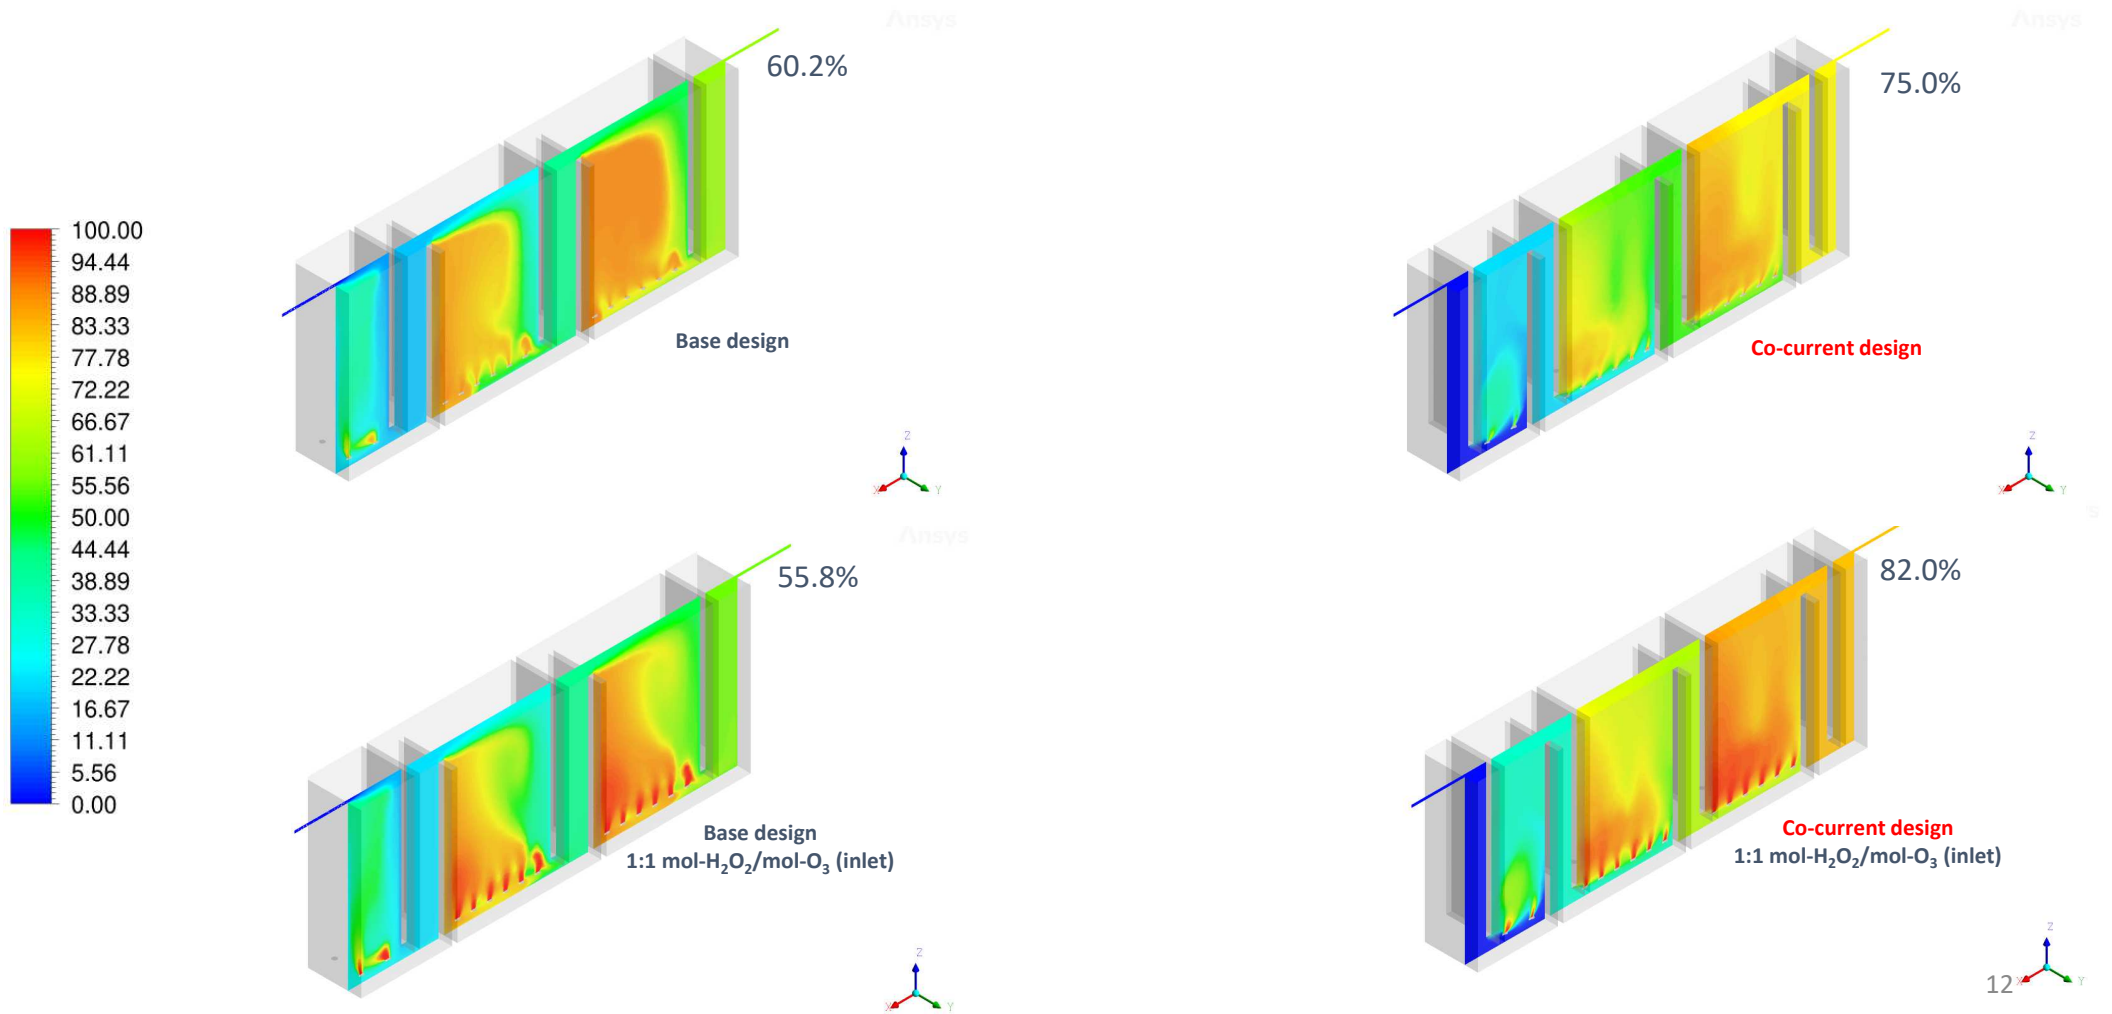 Ansys
60.2%
Base design
Z
X
Y
Ansys
75.0%
Co-current design
Z
X
Y
100.00
94.44
88.89
83.33
77.78
72.22
66.67
61.11
55.56
50.00
44.44
38.89
33.33
27.78
22.22
16.67
11.11
5.56
0.00
Ansys
55.8%
Base design
1:1 mol-H₂O₂/mol-O₃ (inlet)
Z
X
Y
s
82.0%
Co-current design
1:1 mol-H₂O₂/mol-O₃ (inlet)
Z
X
Y
12